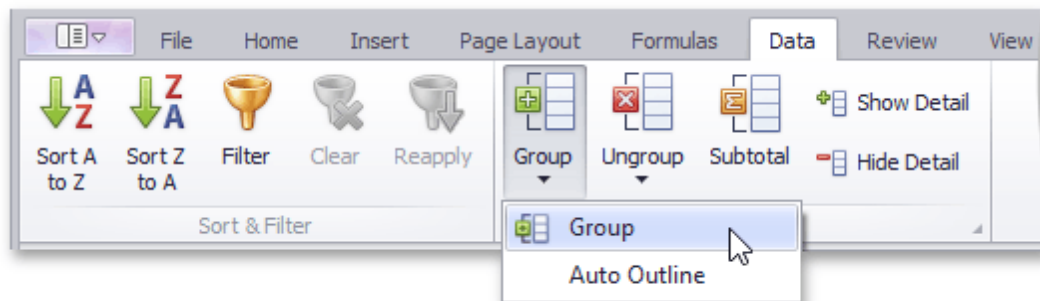 File Home Insert Page Layout Formulas Data Review View
Sort A to Z
Sort Z to A
Filter
Clear
Reapply
Group
Ungroup
Subtotal
Show Detail
Hide Detail
Sort & Filter
Group
Auto Outline